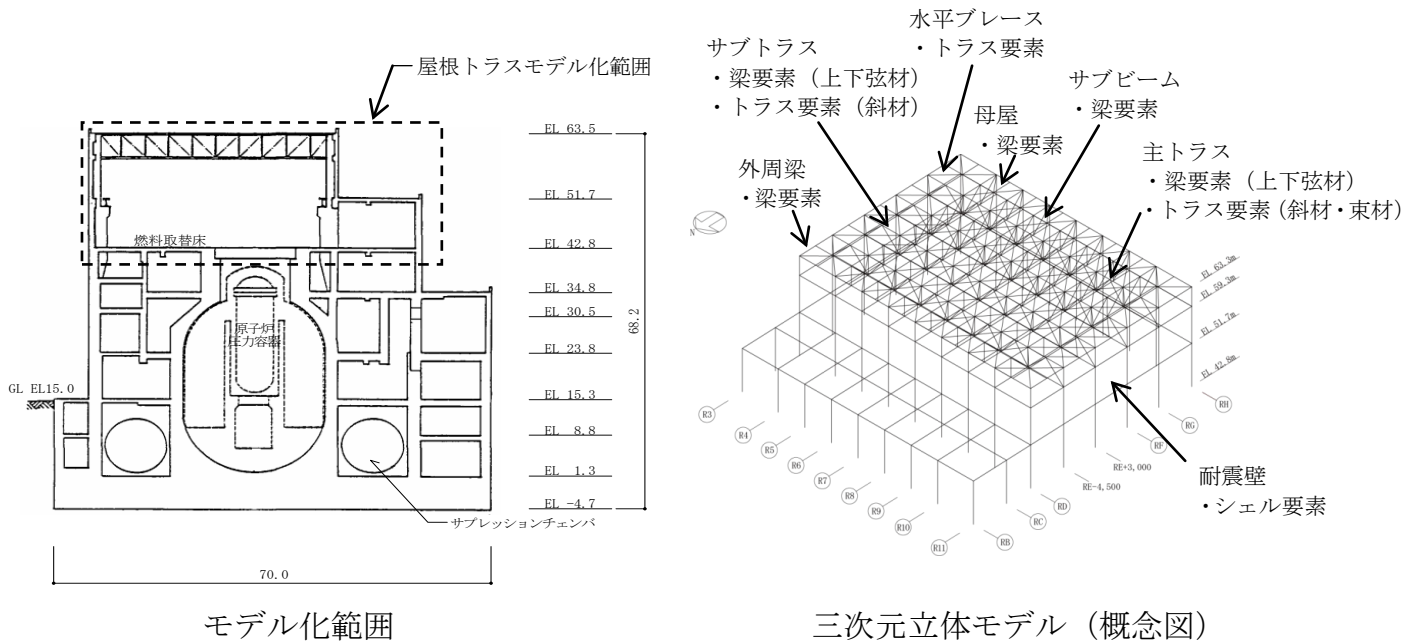 屋根トラスモデル化範囲
EL 63.5
EL 51.7
燃料取替床
EL 42.8
EL 34.8
EL 30.5
原子炉
圧力容器
EL 23.8
68.2
GL EL15.0
EL 15.3
EL 8.8
EL 1.3
EL -4.7
サプレッションチェンバ
70.0
モデル化範囲
水平ブレース
・トラス要素
サブトラス
・梁要素（上下弦材）
・トラス要素（斜材）
サブビーム
・梁要素
母屋
・梁要素
主トラス
・梁要素（上下弦材）
・トラス要素（斜材・束材）
外周梁
・梁要素
N
EL 63.3m
EL 59.3m
EL 51.7m
EL 42.8m
R3
R4
R5
R6
R7
R8
R9
R10
R11
RH
RG
RF
RE+3,000
RE-4,500
RD
RC
RB
耐震壁
・シェル要素
三次元立体モデル（概念図）